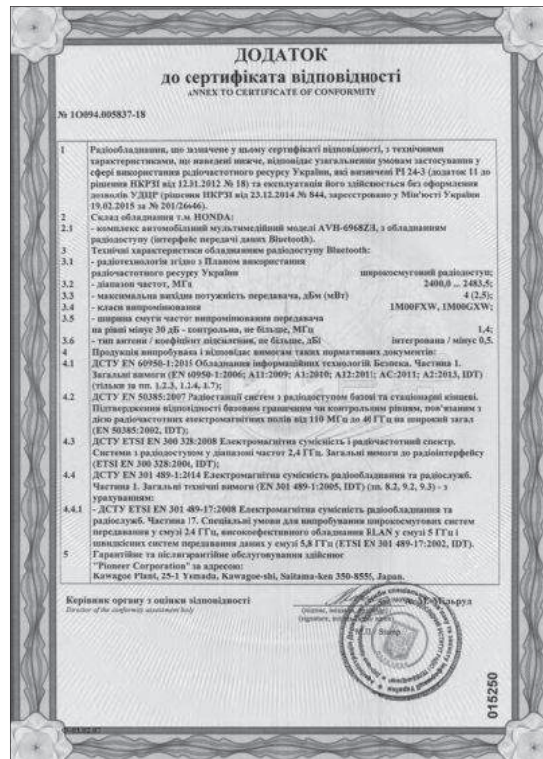 ДОДАТОК
до сертифіката відповідності
ANNEX TO CERTIFICATE OF CONFORMITY
№ 1O094.005837-18
1 Радіообладнання, що зазначене у цьому сертифікаті відповідності, з технічними
характеристиками, що наведені нижче, відповідає узагальненим умовам застосування у
сфері використання радіочастотного ресурсу України, які визначені РІ 24-3 (додаток 11 до
рішення НКРЗІ від 12.01.2012 № 18) та експлуатація його здійснюється без оформлення
дозволів УДЦР (рішення НКРЗІ від 23.12.2014 № 844, зареєстровано у Мін'юсті України
19.02.2015 за № 201/26646).
2 Склад обладнання т.м HONDA:
2.1 - комплекс автомобільний мультимедійний моделі AVH-6968ZЛ, з обладнанням
радіодоступу (інтерфейс передачі даних Bluetooth).
3 Технічні характеристики обладнанням радіодоступу Bluetooth:
3.1 - радіотехнологія згідно з Планом використання
радіочастотного ресурсу України широкосмуговий радіодоступ;
3.2 - діапазон частот, МГц 2400,0 ... 2483,5;
3.3 - максимальна вихідна потужність передавача, дБм (мВт) 4 (2,5);
3.4 - класи випромінювання 1M00FXW, 1M00GXW;
3.5 - ширина смуги частот випромінювання передавача
на рівні мінус 30 дБ - контрольна, не більше, МГц 1,4;
3.6 - тип антени / коефіцієнт підсилення, не більше, дБі інтегрована / мінус 0,5.
4 Продукція випробувана і відповідає вимогам таких нормативних документів:
4.1 ДСТУ EN 60950-1:2015 Обладнання інформаційних технологій. Безпека. Частина 1.
Загальні вимоги (EN 60950-1:2006; A11:2009; A1:2010; A12:2011; AC:2011; A2:2013, IDT)
(тільки за пп. 1.2.3, 1.2.4, 1.7);
4.2 ДСТУ EN 50385:2007 Радіостанції систем з радіодоступом базові та стаціонарні кінцеві.
Підтвердження відповідності базовим граничним чи контрольним рівням, пов'язаним з
дією радіочастотних електромагнітних полів від 110 МГц до 40 ГГц на широкий загал
(EN 50385:2002, IDT);
4.3 ДСТУ ETSI EN 300 328:2008 Електромагнітна сумісність і радіочастотний спектр.
Системи з радіодоступом у діапазоні частот 2,4 ГГц. Загальні вимоги до радіоінтерфейсу
(ETSI EN 300 328:2001, IDT);
4.4 ДСТУ EN 301 489-1:2014 Електромагнітна сумісність радіообладнання та радіослужб.
Частина 1. Загальні технічні вимоги (EN 301 489-1:2005, IDT) (пп. 8.2, 9.2, 9.3) - з
урахуванням:
4.4.1 - ДСТУ ETSI EN 301 489-17:2008 Електромагнітна сумісність радіообладнання та
радіослужб. Частина 17. Спеціальні умови для випробування широкосмугових систем
передавання у смузі 2.4 ГГц, високоефективного обладнання RLAN у смузі 5 ГГц і
швидкісних систем передавання даних у смузі 5,8 ГГц (ETSI EN 301 489-17:2002, IDT).
5 Гарантійне та післягарантійне обслуговування здійснює
"Pioneer Corporation" за адресою:
Kawagoe Plant, 25-1 Yemada, Kawagoe-shi, Saitama-ken 350-8555, Japan.
Керівник органу з оцінки відповідності
Director of the conformity assessment body
М.П. / Stamp
015250